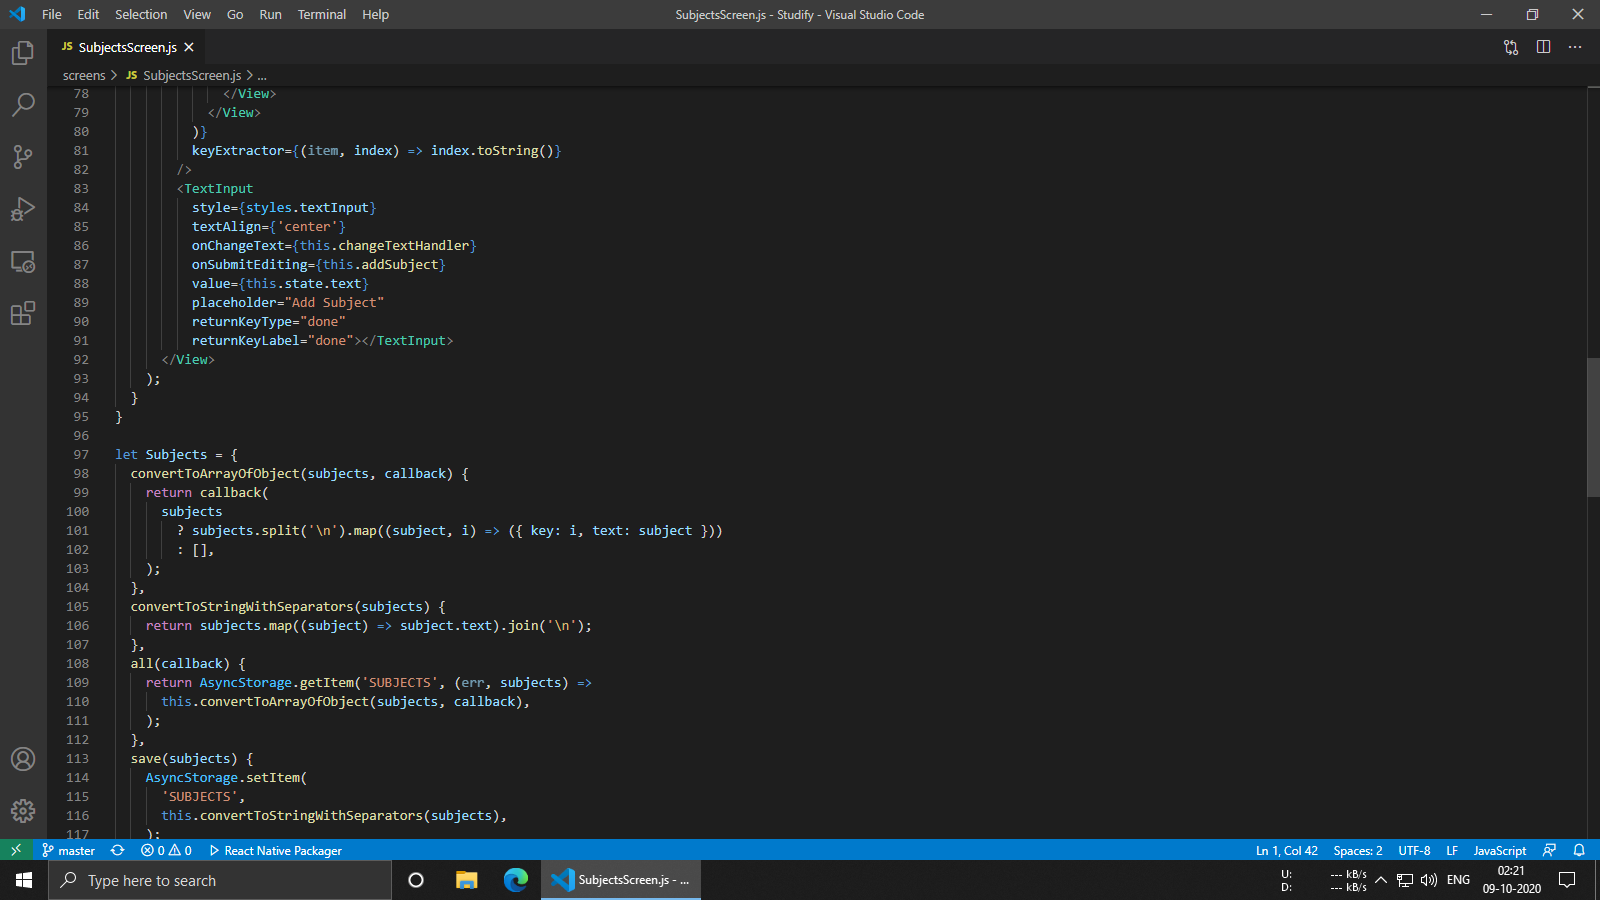 File Edit Selection View Go Run Terminal Help
SubjectsScreen.js - Studify - Visual Studio Code
JS SubjectsScreen.js
screens > JS SubjectsScreen.js > ...
78 </View>
79 </View>
80 )}
81 keyExtractor={(item, index) => index.toString()}
82 />
83 <TextInput
84 style={styles.textInput}
85 textAlign={'center'}
86 onChangeText={this.changeTextHandler}
87 onSubmitEditing={this.addSubject}
88 value={this.state.text}
89 placeholder="Add Subject"
90 returnKeyType="done"
91 returnKeyLabel="done"></TextInput>
92 </View>
93 );
94 }
95 }
96
97 let Subjects = {
98 convertToArrayOfObject(subjects, callback) {
99 return callback(
100 subjects
101 ? subjects.split('\n').map((subject, i) => ({ key: i, text: subject }))
102 : [],
103 );
104 },
105 convertToStringWithSeparators(subjects) {
106 return subjects.map((subject) => subject.text).join('\n');
107 },
108 all(callback) {
109 return AsyncStorage.getItem('SUBJECTS', (err, subjects) =>
110 this.convertToArrayOfObject(subjects, callback),
111 );
112 },
113 save(subjects) {
114 AsyncStorage.setItem(
115 'SUBJECTS',
116 this.convertToStringWithSeparators(subjects),
117 );
master 0 0 React Native Packager Ln 1, Col 42 Spaces: 2 UTF-8 LF JavaScript
Type here to search
SubjectsScreen.js - ...
U: --- kB/s
D: --- kB/s
ENG
02:21
09-10-2020